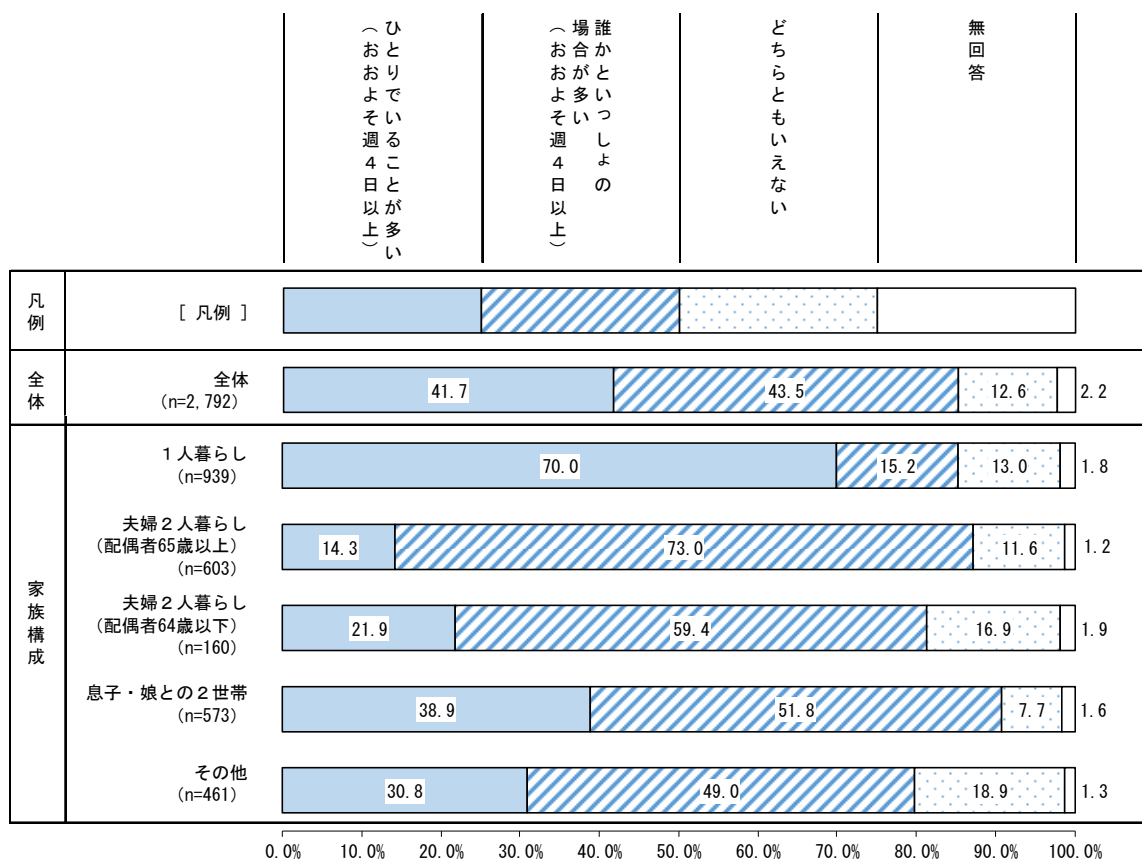 ひとりでいることが多い
（おおよそ週４日以上）
誰かといっしょの
場合が多い
（おおよそ週４日以上）
どちらともいえない
無回答
凡例
[ 凡例 ]
全体
全体
(n=2,792)
41.7
43.5
12.6
2.2
家族構成
１人暮らし
(n=939)
70.0
15.2
13.0
1.8
夫婦２人暮らし
(配偶者65歳以上)
(n=603)
14.3
73.0
11.6
1.2
夫婦２人暮らし
(配偶者64歳以下)
(n=160)
21.9
59.4
16.9
1.9
息子・娘との２世帯
(n=573)
38.9
51.8
7.7
1.6
その他
(n=461)
30.8
49.0
18.9
1.3
0.0% 10.0% 20.0% 30.0% 40.0% 50.0% 60.0% 70.0% 80.0% 90.0% 100.0%